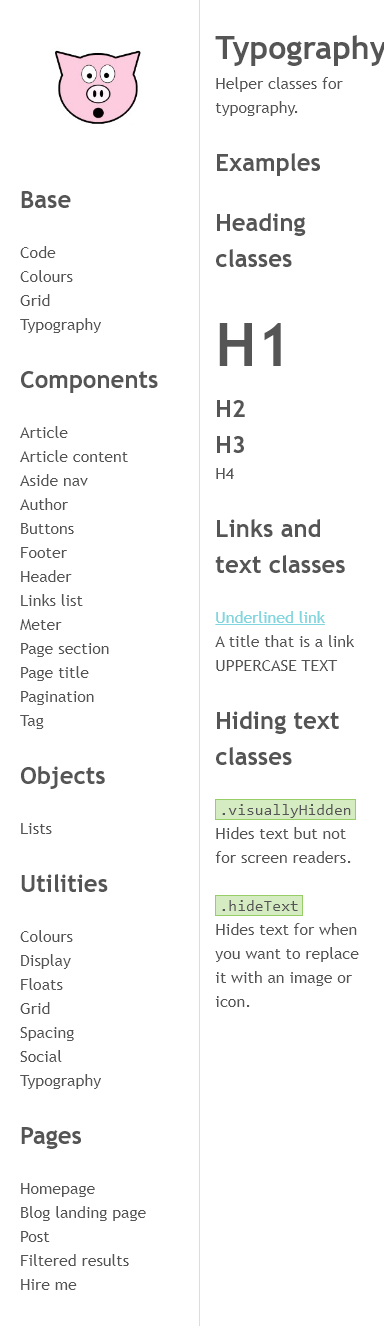 Base
Code
Colours
Grid
Typography
Components
Article
Article content
Aside nav
Author
Buttons
Footer
Header
Links list
Meter
Page section
Page title
Pagination
Tag
Objects
Lists
Utilities
Colours
Display
Floats
Grid
Spacing
Social
Typography
Pages
Homepage
Blog landing page
Post
Filtered results
Hire me
Typography
Helper classes for
typography.
Examples
Heading
classes
H1
H2
H3
H4
Links and
text classes
Underlined link
A title that is a link
UPPERCASE TEXT
Hiding text
classes
.visuallyHidden
Hides text but not
for screen readers.
.hideText
Hides text for when
you want to replace
it with an image or
icon.